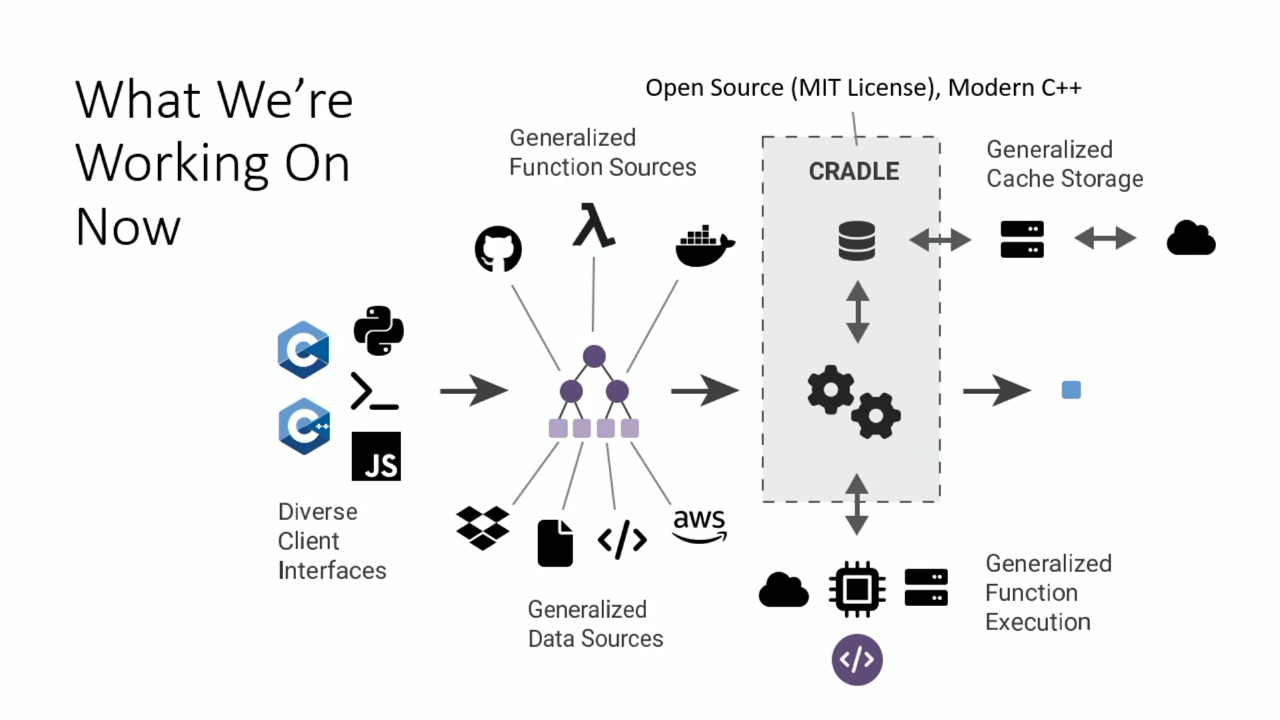 What We're
Working On
Now
Open Source (MIT License), Modern C++
Generalized
Function Sources
CRADLE
Generalized
Cache Storage
C
C++
JS
Diverse
Client
Interfaces
aws
Generalized
Data Sources
Generalized
Function
Execution